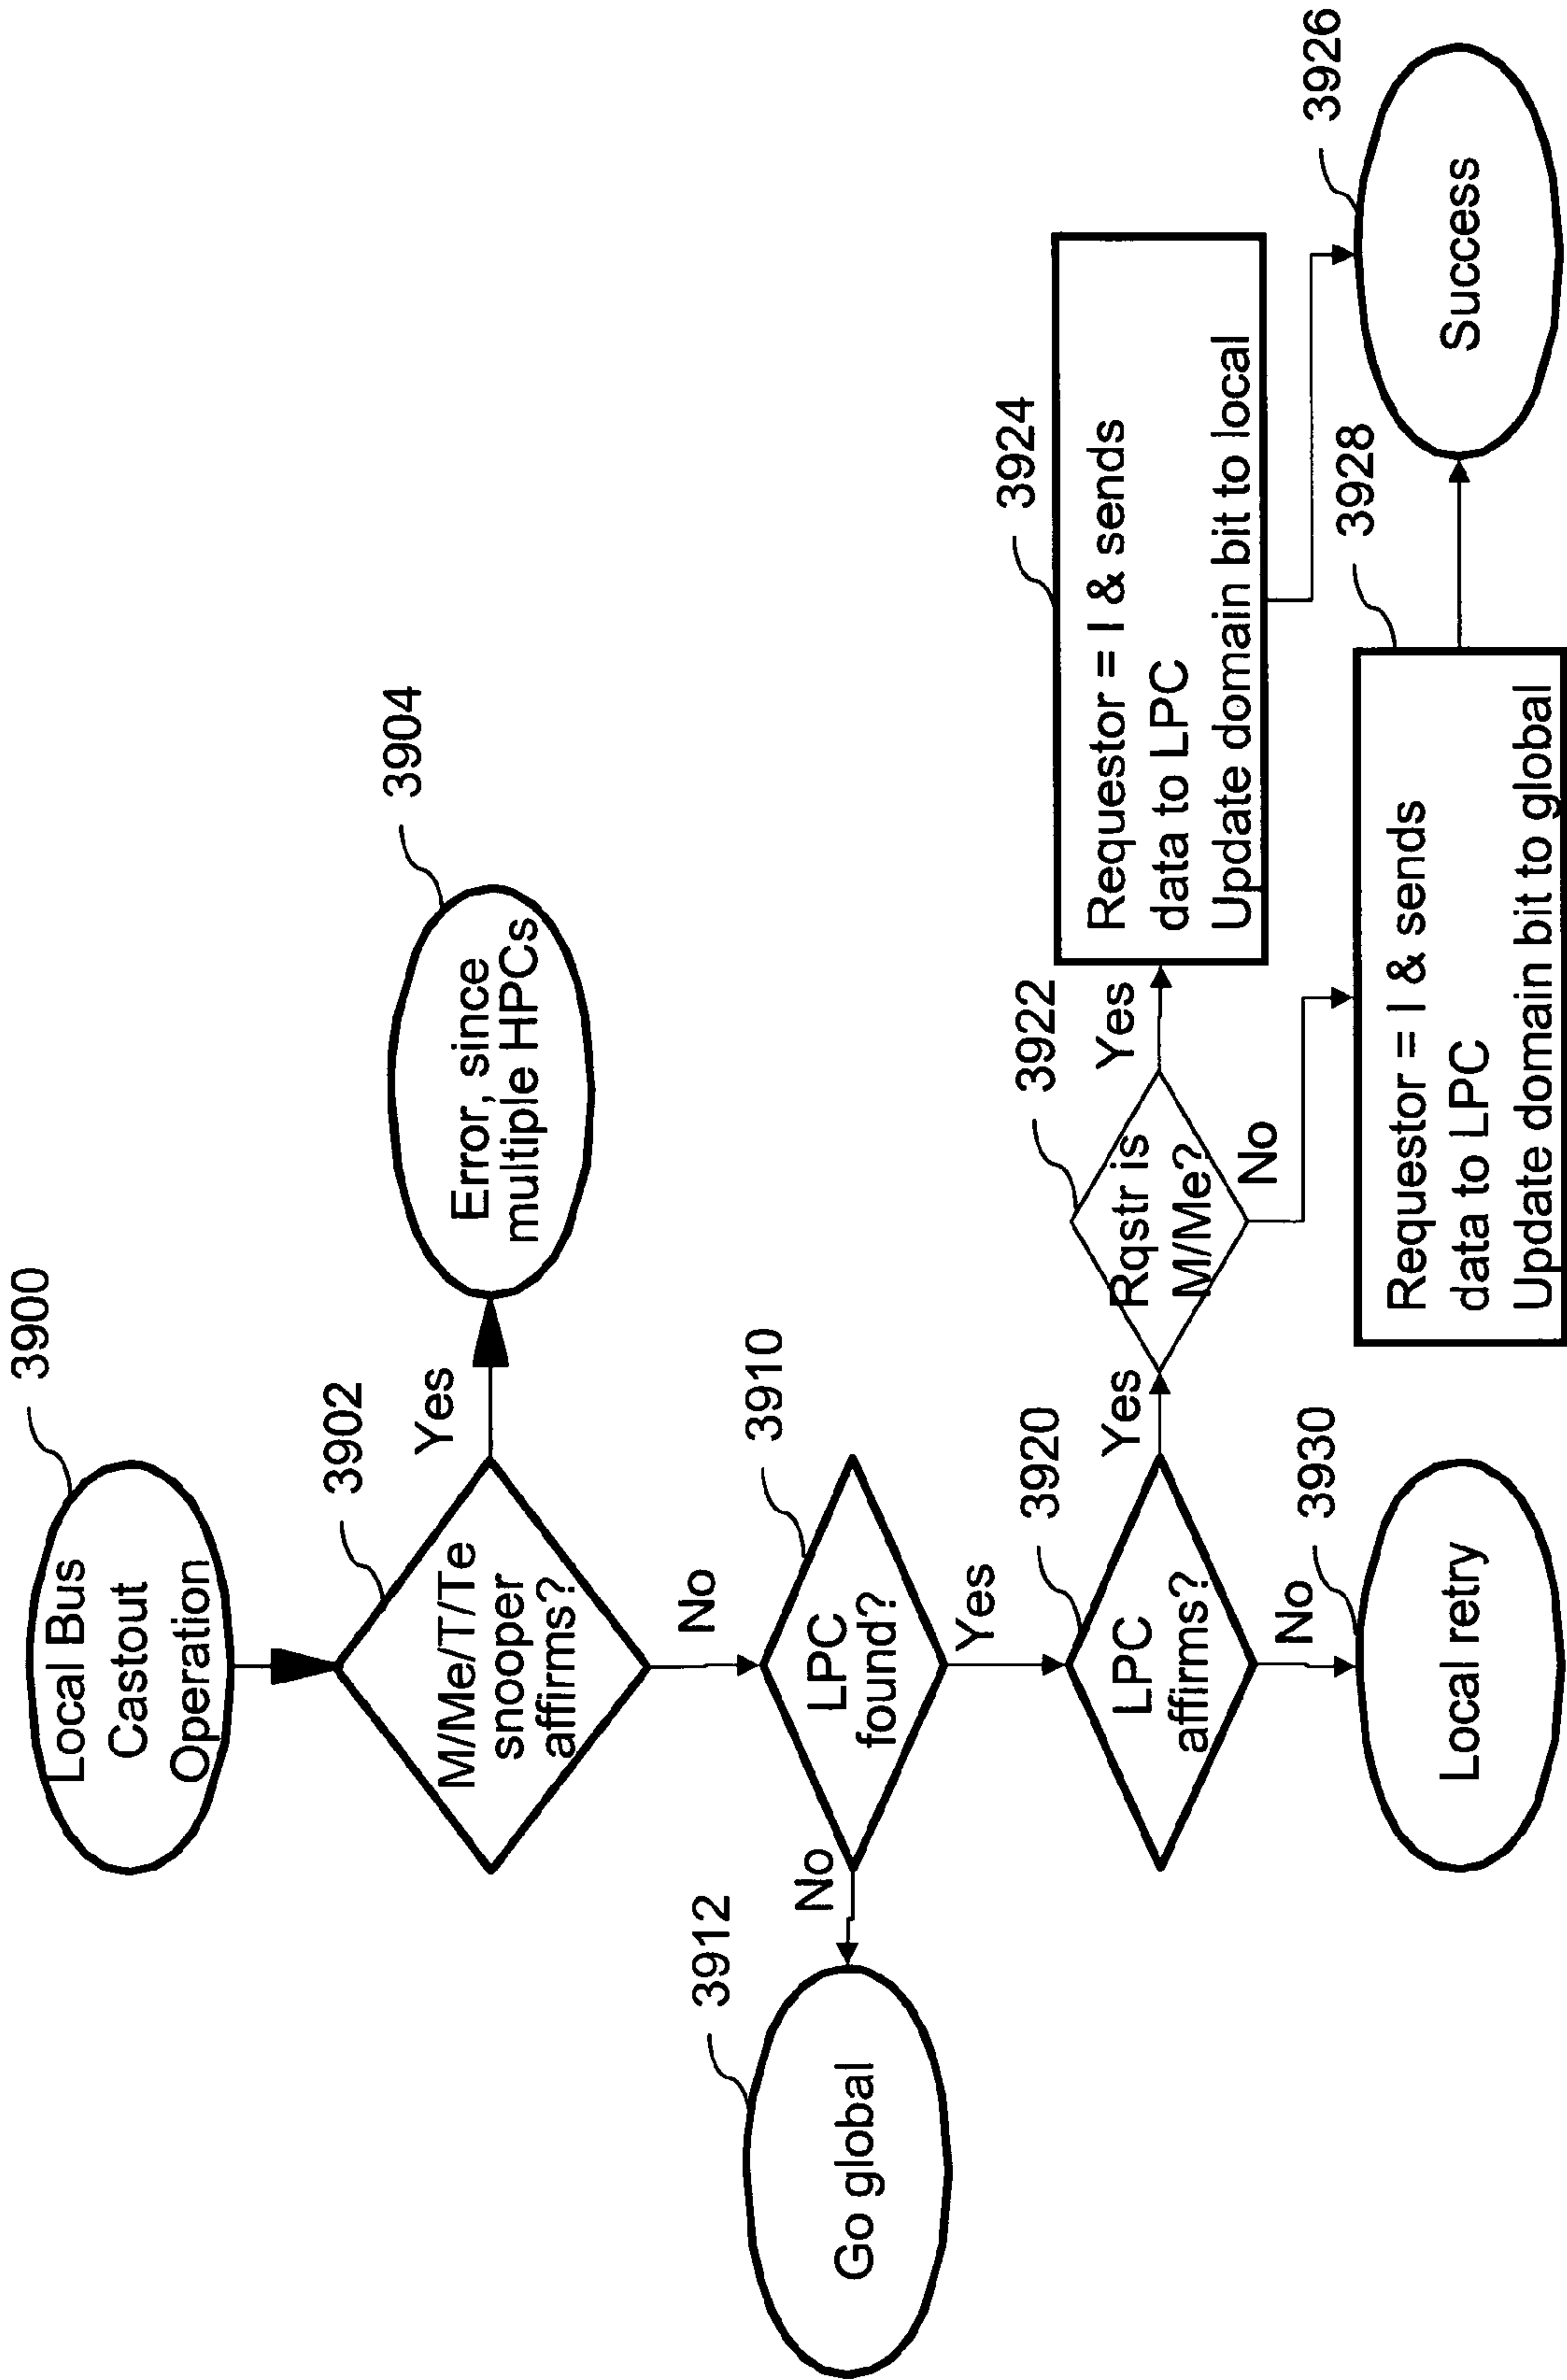 3900
Local Bus
Castout
Operation
3902
M/Me/T/Te
snooper
affirms?
Yes
3904
Error, since
multiple HPCs
No
3910
LPC
found?
No
3912
Go global
Yes
3920
LPC
affirms?
Yes
3922
Rqstr is
M/Me?
Yes
3924
Requestor = I & sends
data to LPC
Update domain bit to local
3926
Success
No
3928
Requestor = I & sends
data to LPC
Update domain bit to global
No
3930
Local retry